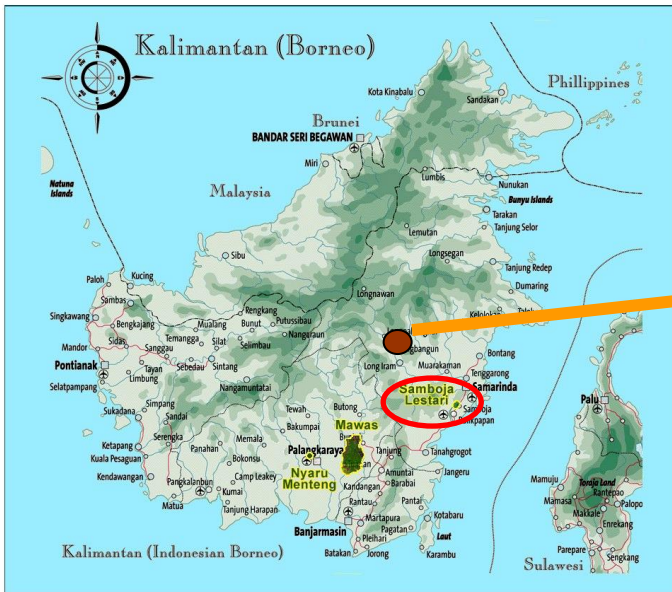 Kalimantan (Borneo)
Phillippines
Kota Kinabalu
Sandakan
Brunei
BANDAR SERI BEGAWAN
Miri
Lumbis
Nunukan
Natuna
Islands
Malaysia
Bunyu Islands
Tarakan
Lemutan
Tanjung Selor
Sibu
Longsegan
Tanjung Redep
Paloh
Kucing
Longnawan
Dumaring
Sambas
Rengkang
Singkawang
Bengkajang
Mualang
Bunut
Putussibau
Temangga
Silat
Nangeraun
Mandor
Sidas
Sanggau
Selimbau
Bontang
Pontianak
Tayan
Sebedau
Sintang
Long Iram
Muarakaman
Tenggarong
Selatpampang
Limbung
Nangamuntai
Samboja
Lestari
Samarinda
Sukadana
Simpang
Sandai
Tewah
Butong
Samboja
Palu
Serengka
Bakumpai
Mawas
Ketapang
Panahan
Memala
Palangkaraya
Tanjung
Tanahgrogot
Kuala Pesaguan
Bokonsu
Nyaru
Menteng
Amuntai
Jangeru
Mamuju
Toraja Land
Kendawangan
Pangkalanbun
Camp Leakey
Kandangan
Barabai
Rantepao
Mamasa
Palopo
Kumai
Rantau
Pantai
Makkale
Matua
Tanjung Harapan
Kotabaru
Enrekang
Banjarmasin
Martapura
Pagatan
Laut
Pleihari
Parepare
Kalimantan (Indonesian Borneo)
Batakan
Jorong
Karambu
Sulawesi
Sengkang